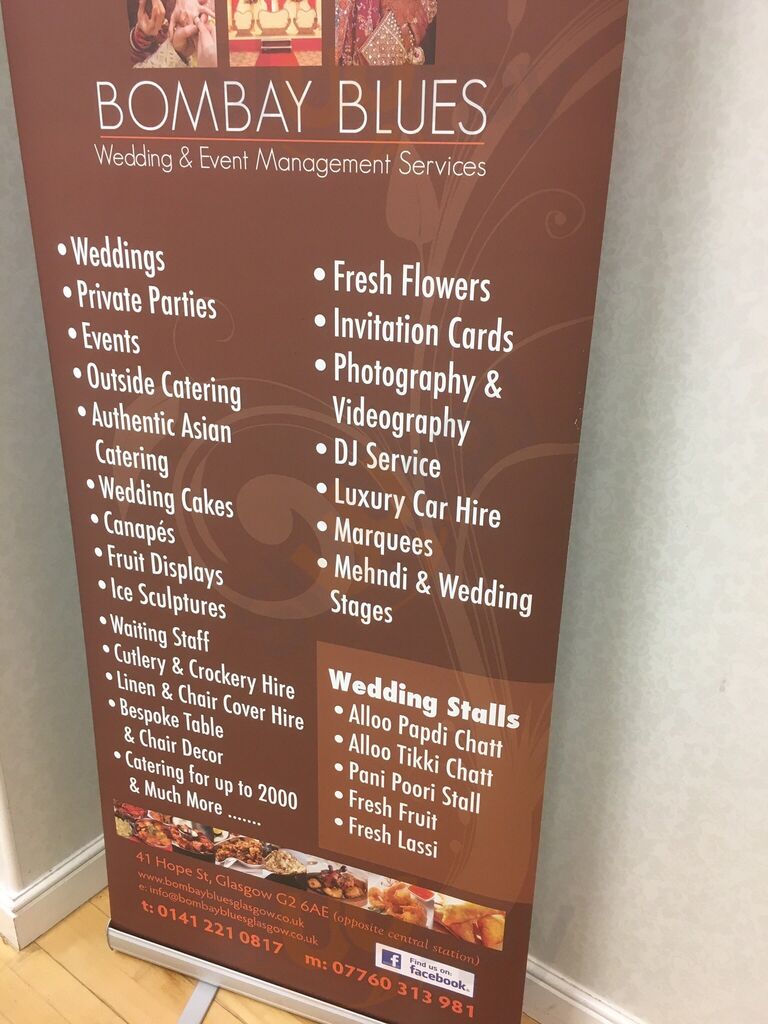 BOMBAY BLUES
Wedding & Event Management Services
• Weddings
• Private Parties
• Events
• Outside Catering
• Authentic Asian
Catering
• Wedding Cakes
• Canapés
• Fruit Displays
• Ice Sculptures
• Waiting Staff
• Cutlery & Crockery Hire
• Linen & Chair Cover Hire
• Bespoke Table
& Chair Decor
• Catering for up to 2000
& Much More .......
• Fresh Flowers
• Invitation Cards
• Photography &
Videography
• DJ Service
• Luxury Car Hire
• Marquees
• Mehndi & Wedding
Stages
Wedding Stalls
• Alloo Papdi Chatt
• Alloo Tikki Chatt
• Pani Poori Stall
• Fresh Fruit
• Fresh Lassi
41 Hope St, Glasgow G2 6AE (opposite central station)
www.bombaybluesglasgow.co.uk
e: info@bombaybluesglasgow.co.uk
t: 0141 221 0817 m: 07760 313 981
f Find us on:
facebook.